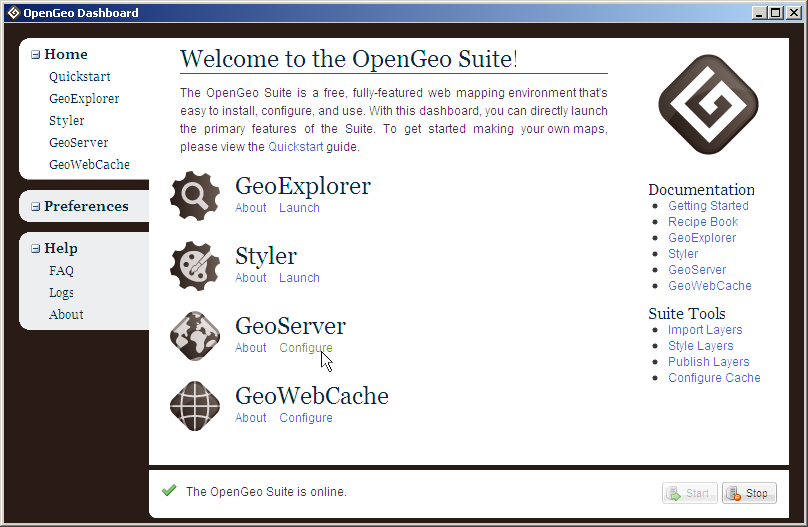 OpenGeo Dashboard
Home
Quickstart
GeoExplorer
Styler
GeoServer
GeoWebCache
Preferences
Help
FAQ
Logs
About
Welcome to the OpenGeo Suite!
The OpenGeo Suite is a free, fully-featured web mapping environment that's
easy to install, configure, and use. With this dashboard, you can directly launch
the primary features of the Suite. To get started making your own maps,
please view the Quickstart guide.
GeoExplorer
About Launch
Styler
About Launch
GeoServer
About Configure
GeoWebCache
About Configure
Documentation
Getting Started
Recipe Book
GeoExplorer
Styler
GeoServer
GeoWebCache
Suite Tools
Import Layers
Style Layers
Publish Layers
Configure Cache
The OpenGeo Suite is online.
Start
Stop